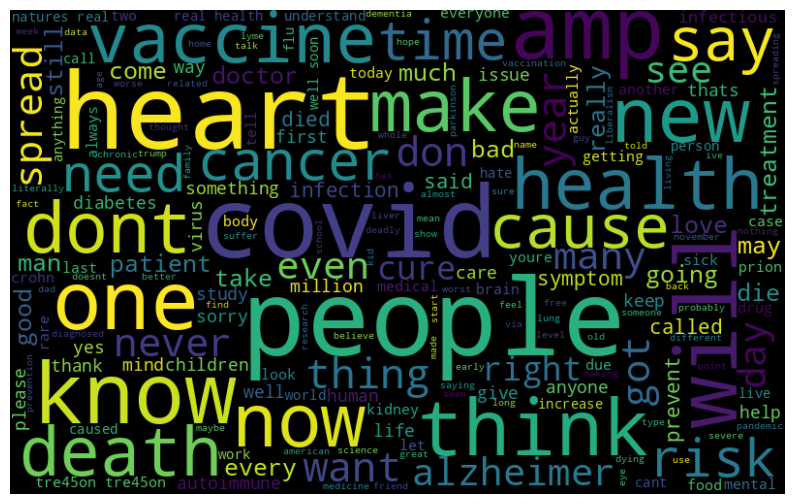 natures real two real health understand dementia everyone infectious
week data lyme flu
home talk hope vaccination
vaccine time amp say
call way soon well
age come doctor much issue see spreading
worse related today thats another
still spread
heart make new
anything always died first tell
thought whole parkinson actually liberalism year really
chronic trump don bad getting person told
literally family need cancer hes hate guy name
fact something infection said almost sure ive living treatment
diabetes body liver mean love case
dont covid health
virus suffer deadly show cause nothing
man last patient school kid youre many sick may
crohn doesnt even cure november
dad better take care symptom going prion
good study million medical brain keep back drug die
one people will
rare find worst feel free someone probably
sorry start lung
diagnosed research believe made via level old called different
never early day
yes mind children thing right due got
please thank look saying seen making point
prevention well world human give anyone prevent live
know now think
caused maybe kidney long increase type severe pandemic help
work life let great eye dying use
death every want alzheimer risk
american science cant
tre45on tre45on autoimmune medicine friend food mental